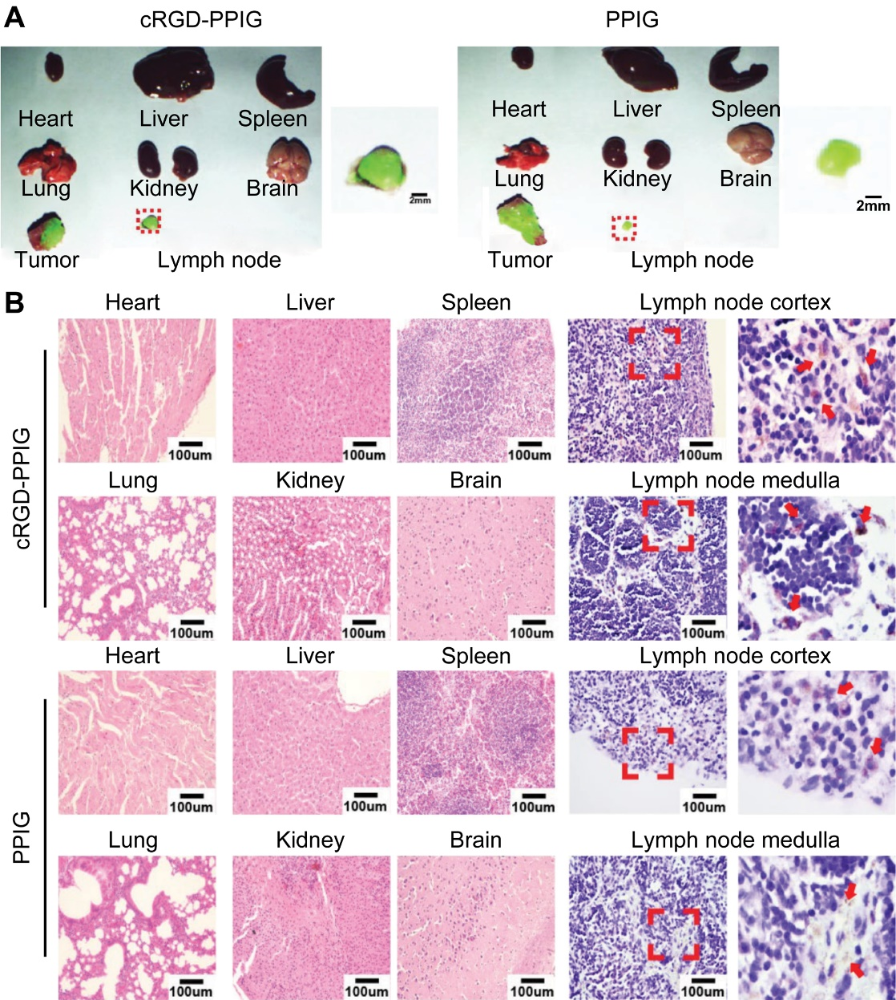 A
cRGD-PPIG
PPIG
Heart
Liver
Spleen
Heart
Liver
Spleen
Lung
Kidney
Brain
2mm
Lung
Kidney
Brain
2mm
Tumor
Lymph node
Tumor
Lymph node
B
cRGD-PPIG
Heart
Liver
Spleen
Lymph node cortex
100um
100um
100um
100um
Lung
Kidney
Brain
Lymph node medulla
100um
100um
100um
100um
PPIG
Heart
Liver
Spleen
Lymph node cortex
100um
100um
100um
100um
Lung
Kidney
Brain
Lymph node medulla
100um
100um
100um
100um